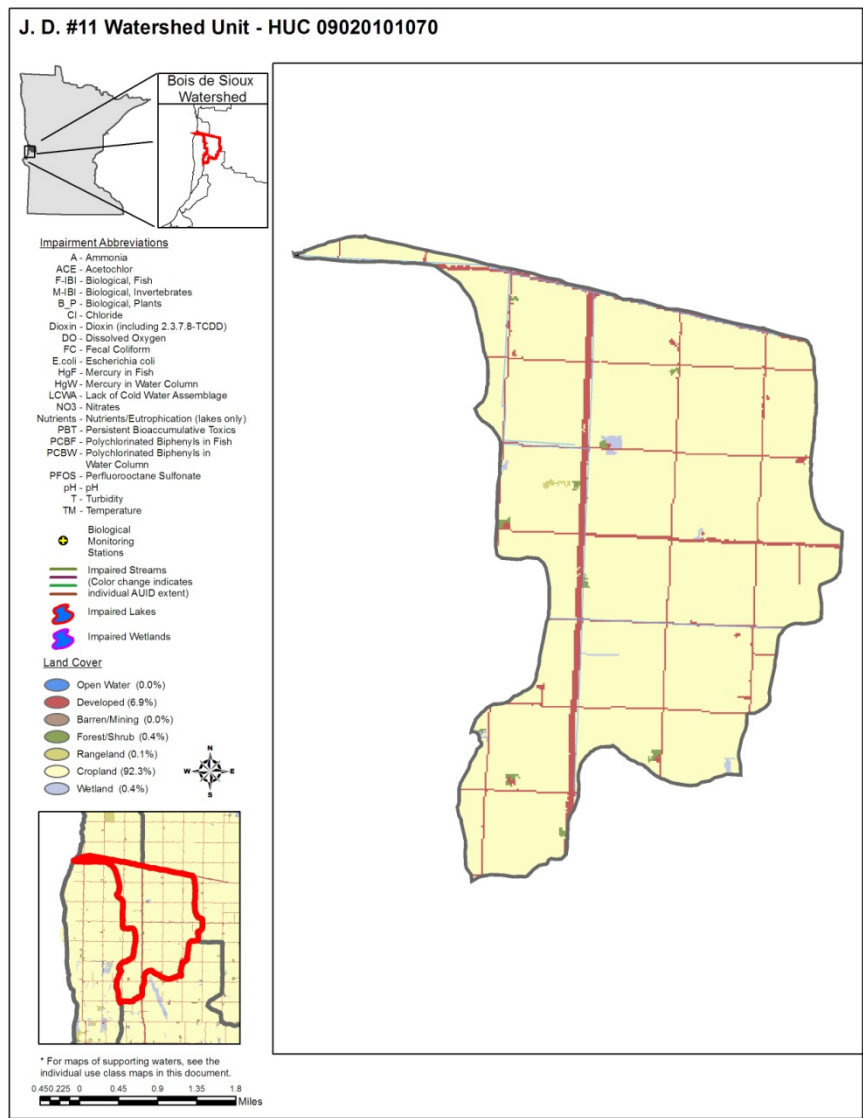 J. D. #11 Watershed Unit - HUC 09020101070
Bois de Sioux
Watershed
Impairment Abbreviations
A - Ammonia
ACE - Acetochlor
F-IBI - Biological, Fish
M-IBI - Biological, Invertebrates
B_P - Biological, Plants
Cl - Chloride
Dioxin - Dioxin (including 2.3.7.8-TCDD)
DO - Dissolved Oxygen
FC - Fecal Coliform
E.coli - Escherichia coli
HgF - Mercury in Fish
HgW - Mercury in Water Column
LCWA - Lack of Cold Water Assemblage
NO3 - Nitrates
Nutrients - Nutrients/Eutrophication (lakes only)
PBT - Persistent Bioaccumulative Toxics
PCBF - Polychlorinated Biphenyls in Fish
PCBW - Polychlorinated Biphenyls in
Water Column
PFOS - Perfluorooctane Sulfonate
pH - pH
T - Turbidity
TM - Temperature
Biological
Monitoring
Stations
Impaired Streams
(Color change indicates
individual AUID extent)
Impaired Lakes
Impaired Wetlands
Land Cover
Open Water (0.0%)
Developed (6.9%)
Barren/Mining (0.0%)
Forest/Shrub (0.4%)
Rangeland (0.1%)
Cropland (92.3%)
Wetland (0.4%)
N
W E
S
* For maps of supporting waters, see the
individual use class maps in this document.
0.450.225 0 0.45 0.9 1.35 1.8
Miles